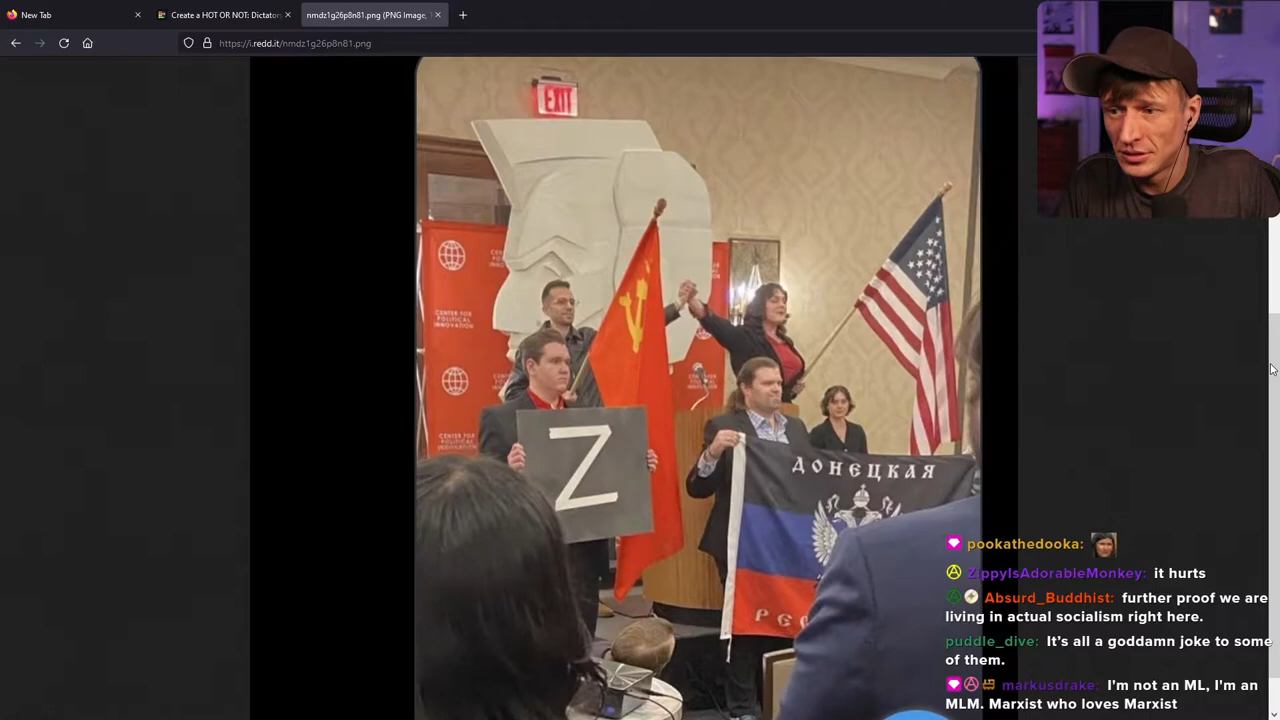 New Tab
Create a HOT OR NOT: Dictator
nmdz1g26p8n81.png (PNG Image, 1
https://i.redd.it/nmdz1g26p8n81.png
EXIT
CENTER FOR
POLITICAL
INNOVATION
Z
ДОНЕЦКАЯ
РЕС
pookathedooka:
ZippyIsAdorableMonkey: it hurts
Absurd_Buddhist: further proof we are
living in actual socialism right here.
puddle_dive: It's all a goddamn joke to some
of them.
markusdrake: I'm not an ML, I'm an
MLM. Marxist who loves Marxist